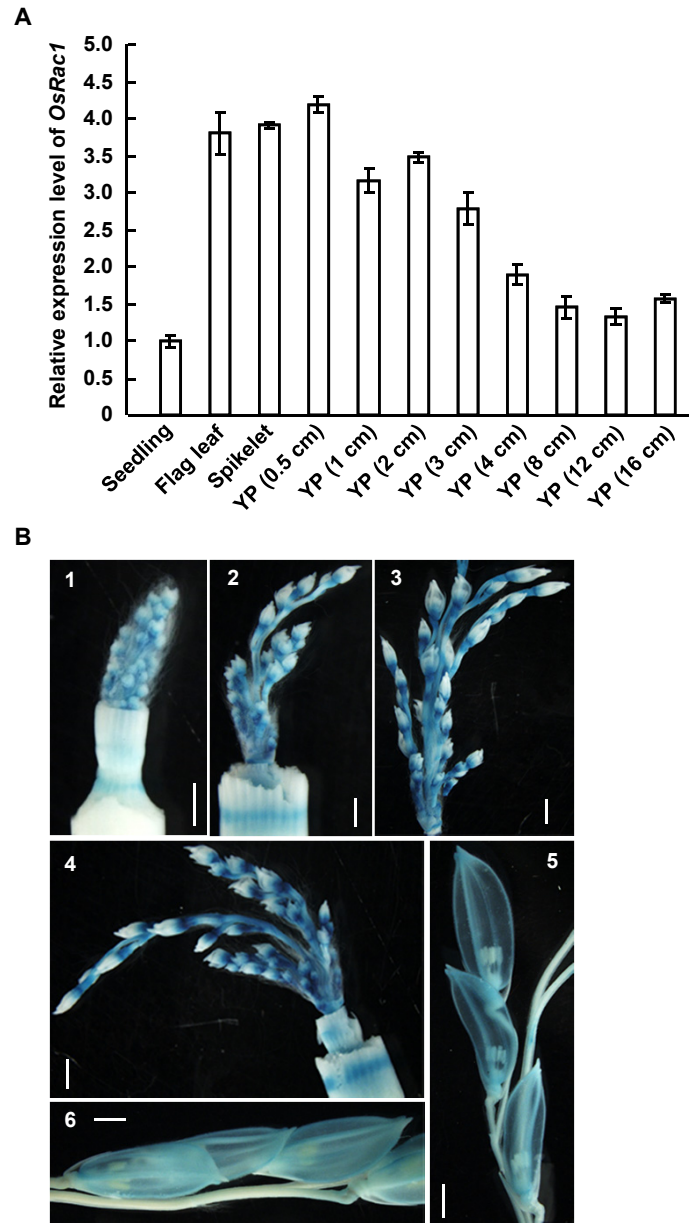 A
Relative expression level of OsRac1
5.0
4.5
4.0
3.5
3.0
2.5
2.0
1.5
1.0
0.5
0
Seedling
Flag leaf
Spikelet
YP (0.5 cm)
YP (1 cm)
YP (2 cm)
YP (3 cm)
YP (4 cm)
YP (8 cm)
YP (12 cm)
YP (16 cm)
B
1
2
3
4
5
6